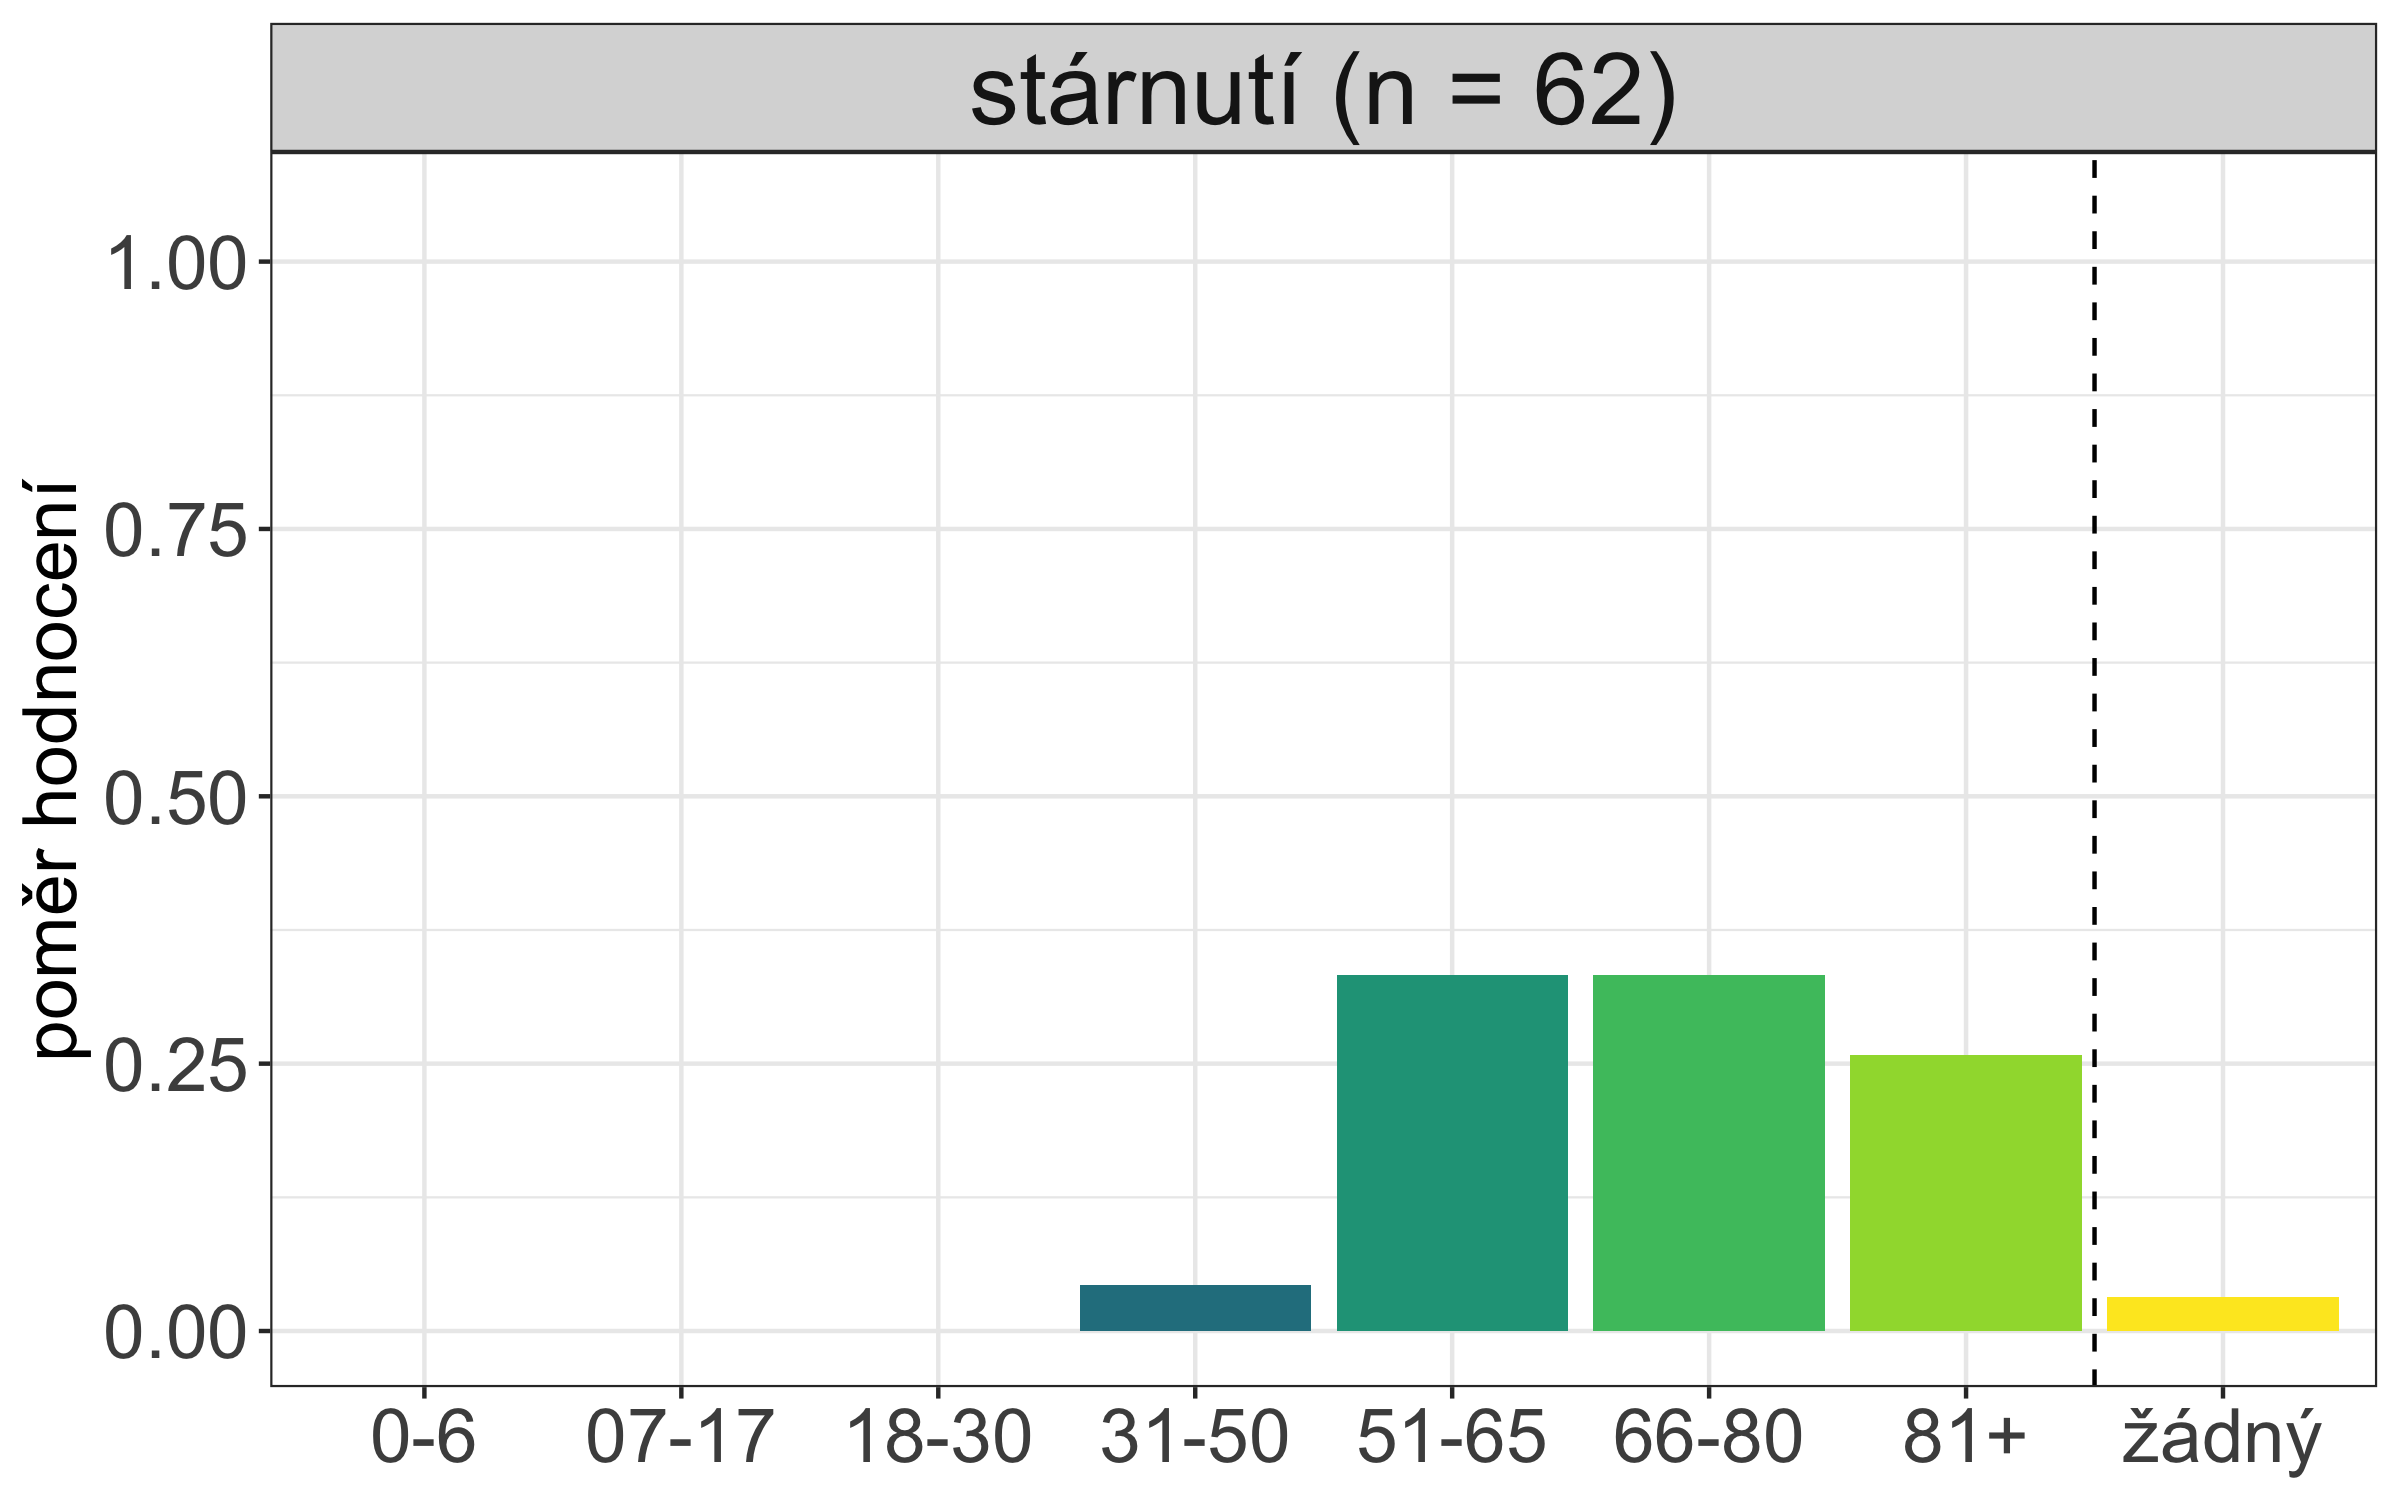 stárnutí (n = 62)
poměr hodnocení
1.00
0.75
0.50
0.25
0.00
0-6 07-17 18-30 31-50 51-65 66-80 81+ žádný